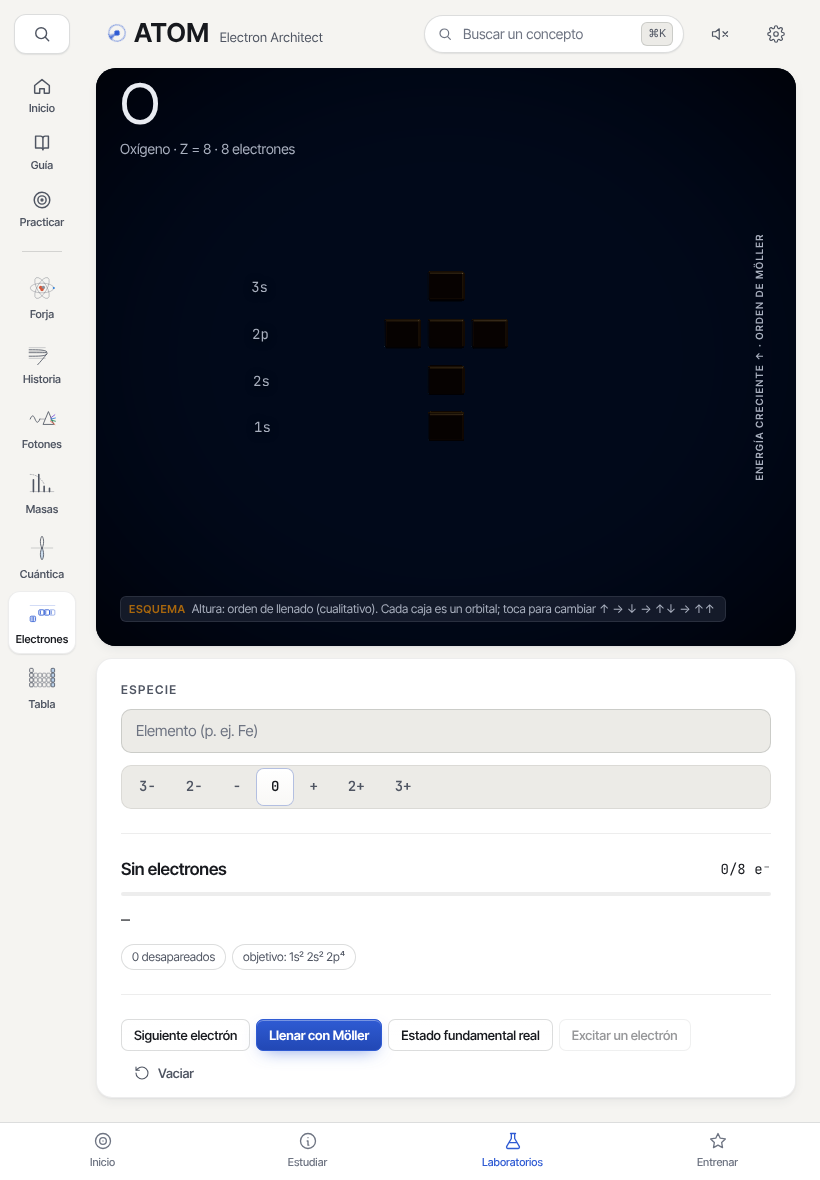 ATOM Electron Architect
Buscar un concepto ⌘K
Inicio
Guía
Practicar
Forja
Historia
Fotones
Masas
Cuántica
Electrones
Tabla
O
Oxígeno · Z = 8 · 8 electrones
3s
2p
2s
1s
ENERGÍA CRECIENTE ↑ · ORDEN DE MÖLLER
ESQUEMA Altura: orden de llenado (cualitativo). Cada caja es un orbital; toca para cambiar ↑ → ↓ → ↑↓ → ↑↑
ESPECIE
Elemento (p. ej. Fe)
3- 2- - 0 + 2+ 3+
Sin electrones 0/8 e⁻
—
0 desapareados objetivo: 1s² 2s² 2p⁴
Siguiente electrón Llenar con Möller Estado fundamental real Excitar un electrón
Vaciar
Inicio Estudiar Laboratorios Entrenar